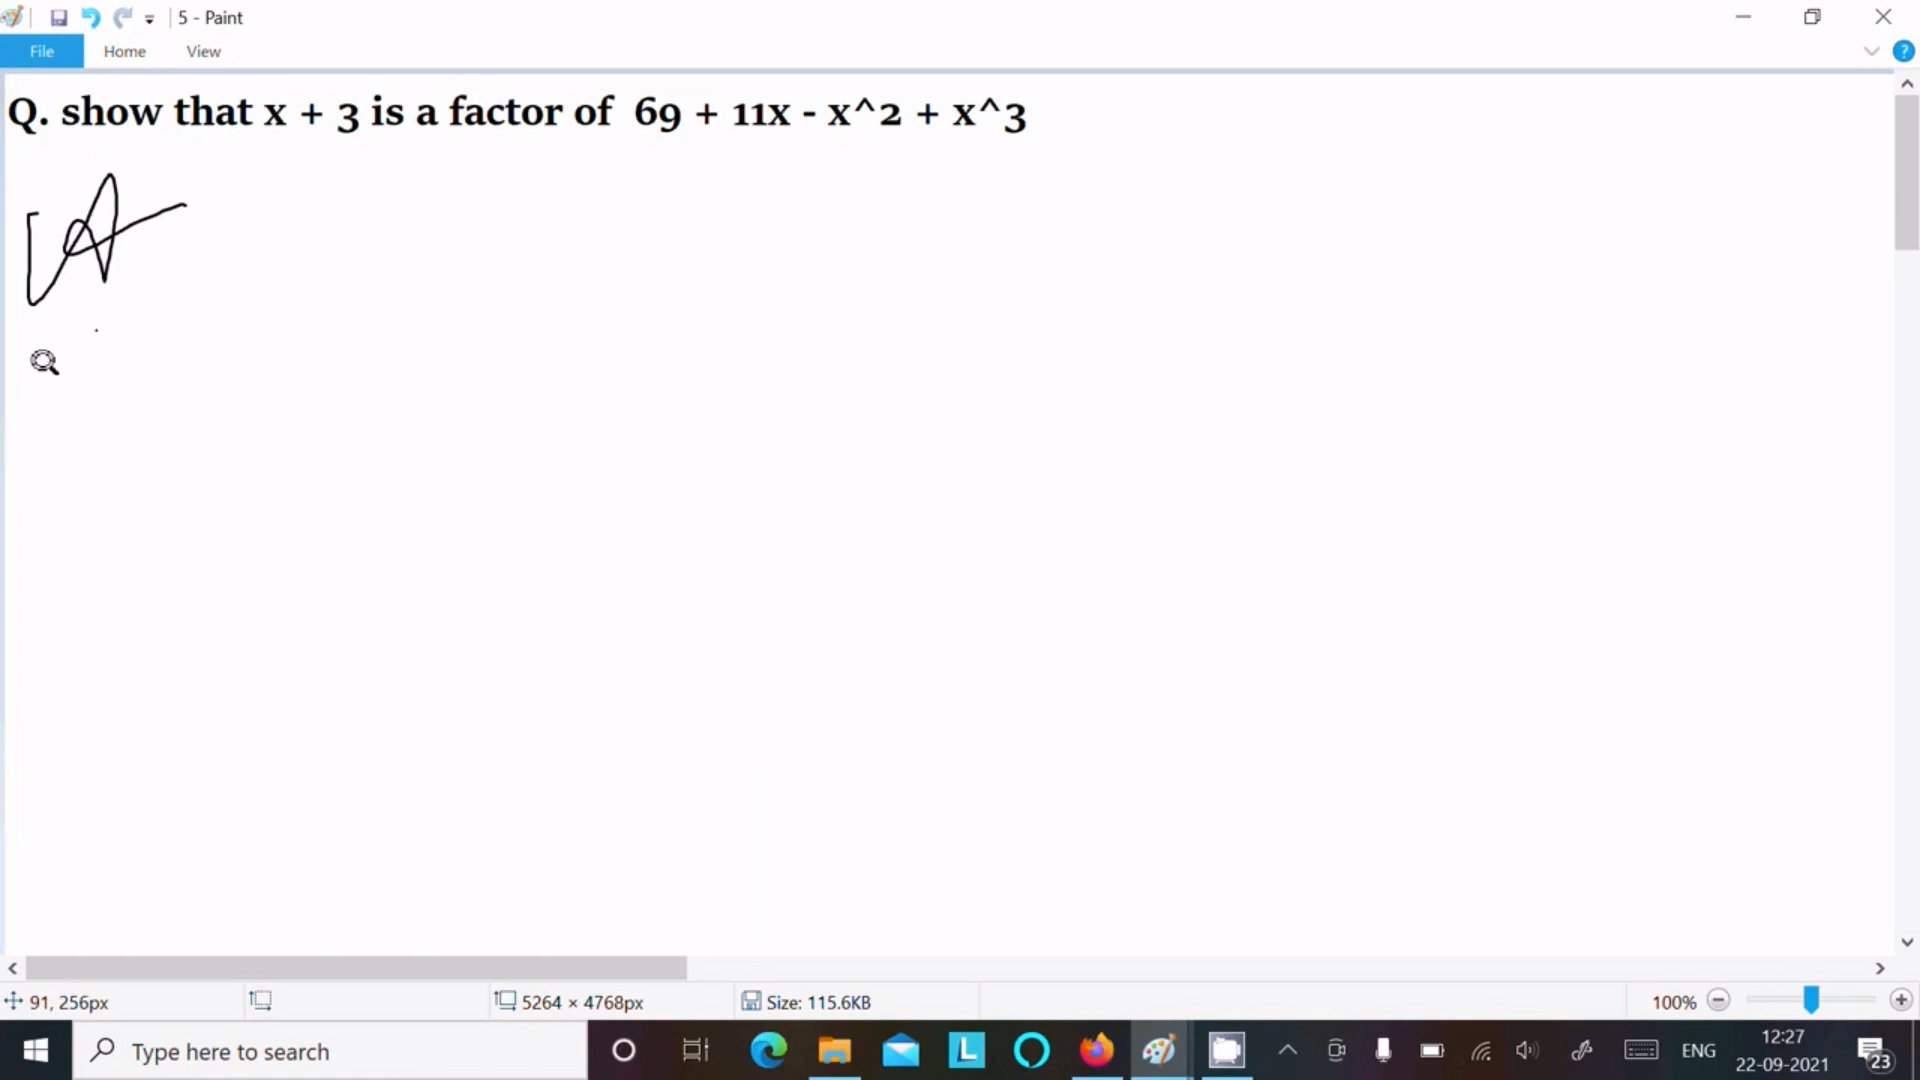 5 - Paint
File Home View
Q. show that x + 3 is a factor of 69 + 11x - x^2 + x^3
91, 256px 5264 × 4768px Size: 115.6KB 100%
Type here to search L ENG 12:27
22-09-2021 23